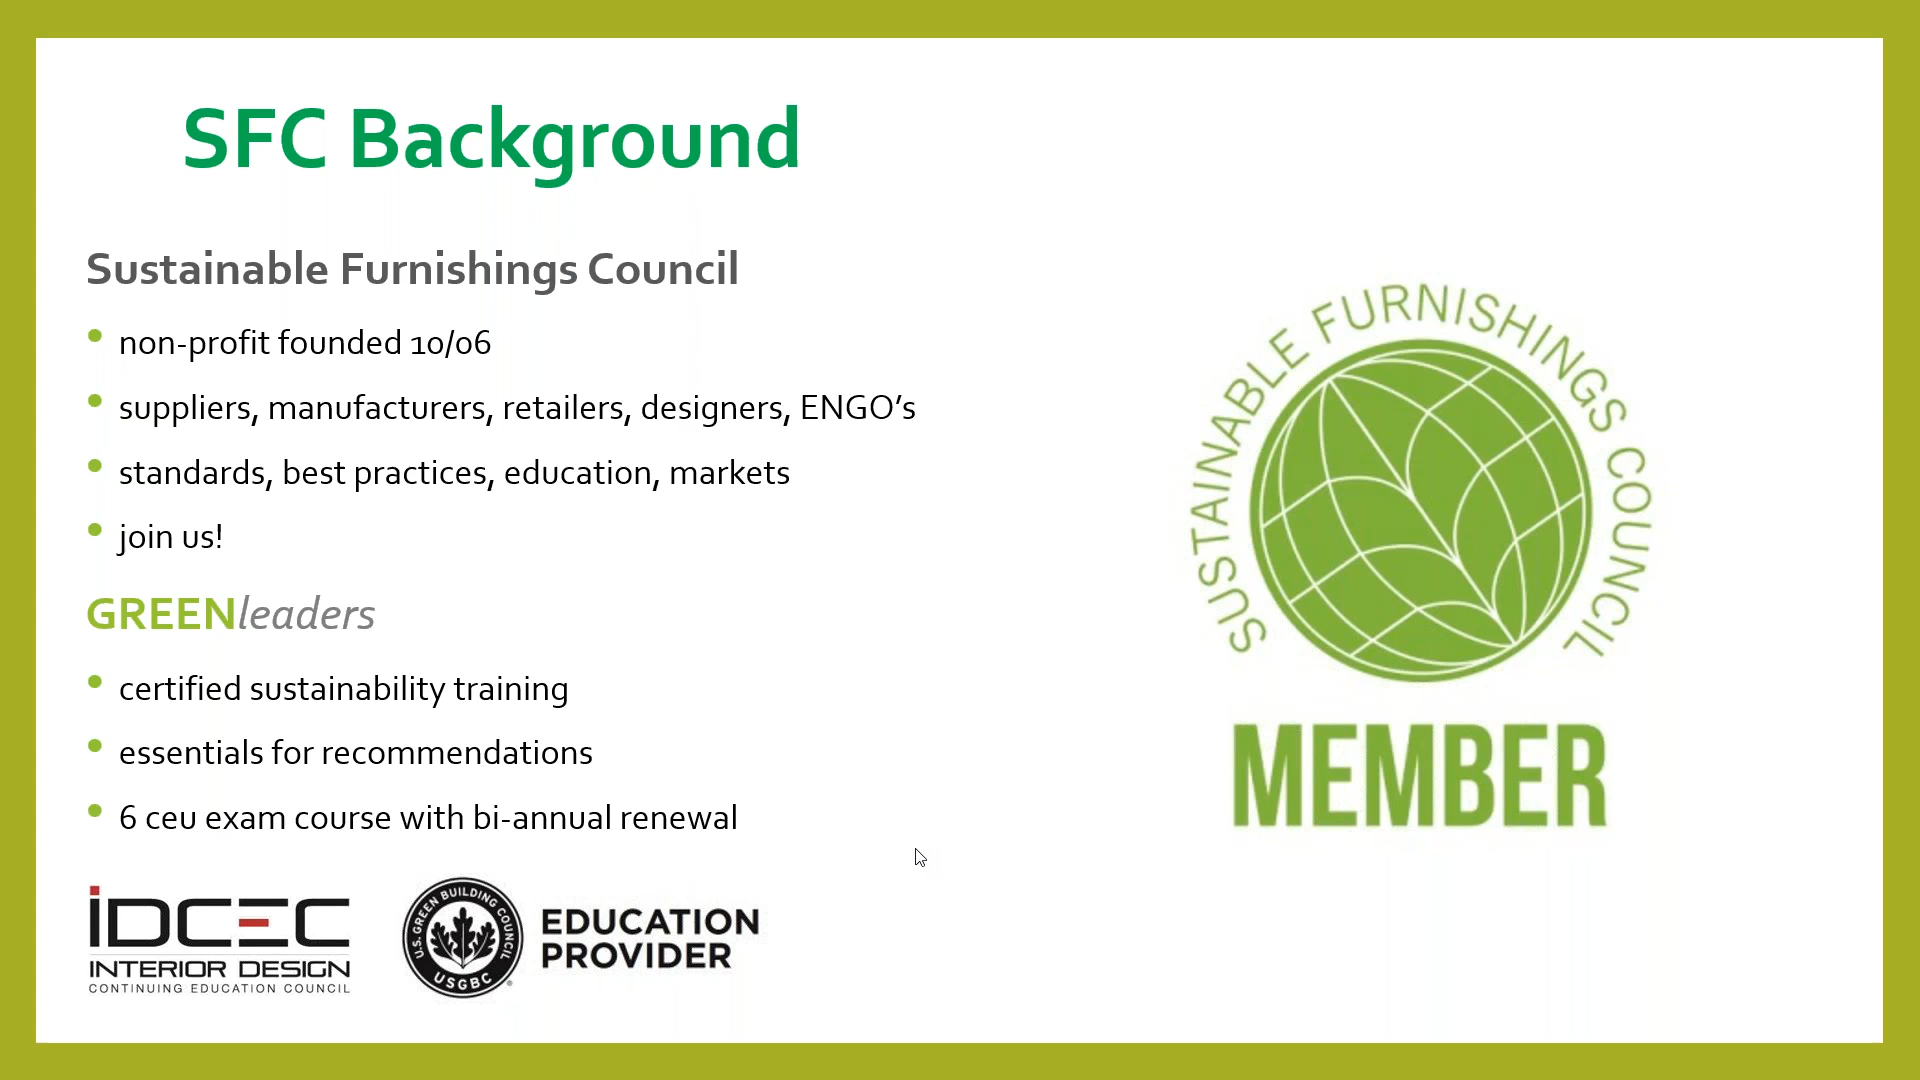 SFC Background
Sustainable Furnishings Council
• non-profit founded 10/06
• suppliers, manufacturers, retailers, designers, ENGO’s
• standards, best practices, education, markets
• join us!
GREENleaders
• certified sustainability training
• essentials for recommendations
• 6 ceu exam course with bi-annual renewal
iDCEC
INTERIOR DESIGN
CONTINUING EDUCATION COUNCIL
U.S. GREEN BUILDING COUNCIL
USGBC
®
EDUCATION
PROVIDER
SUSTAINABLE FURNISHINGS COUNCIL
MEMBER